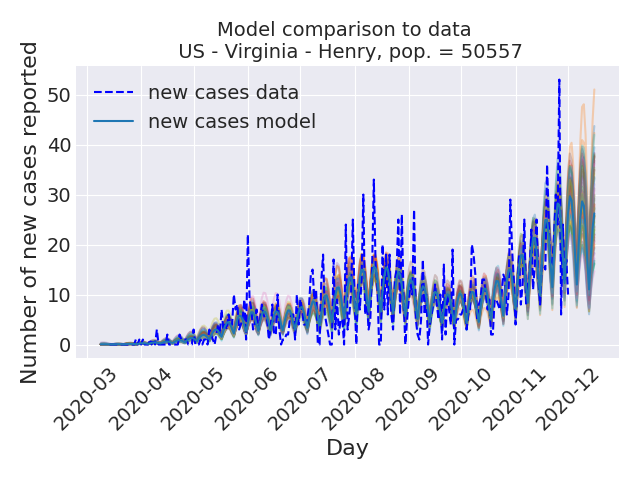 Model comparison to data
US - Virginia - Henry, pop. = 50557
Number of new cases reported
50
40
30
20
10
0
new cases data
new cases model
2020-03
2020-04
2020-05
2020-06
2020-07
2020-08
2020-09
2020-10
2020-11
2020-12
Day